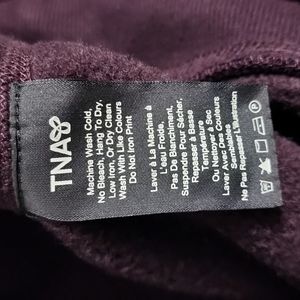 TNA
Machine Wash Cold,
No Bleach, Hang To Dry,
Low Iron, or Dry Clean
Wash With Like Colours
Do Not Iron Print
Laver À La Machine À
L'eau Froide,
Pas De Blanchiment,
Suspendre Pour Sécher,
Repasser À Basse
Température
Ou Nettoyer À Sec
Laver Avec Des Couleurs
Semblables
Ne Pas Repasser L'illustration